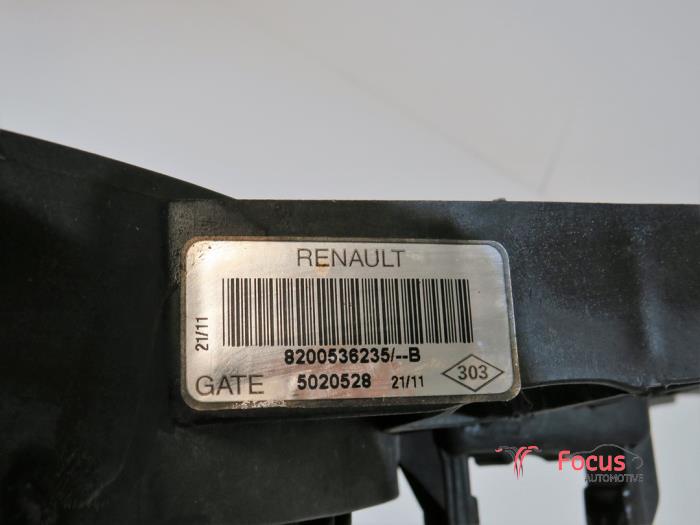 RENAULT
21/11
8200536235/--B
GATE 5020528 21/11 303
Focus
AUTOMOTIVE